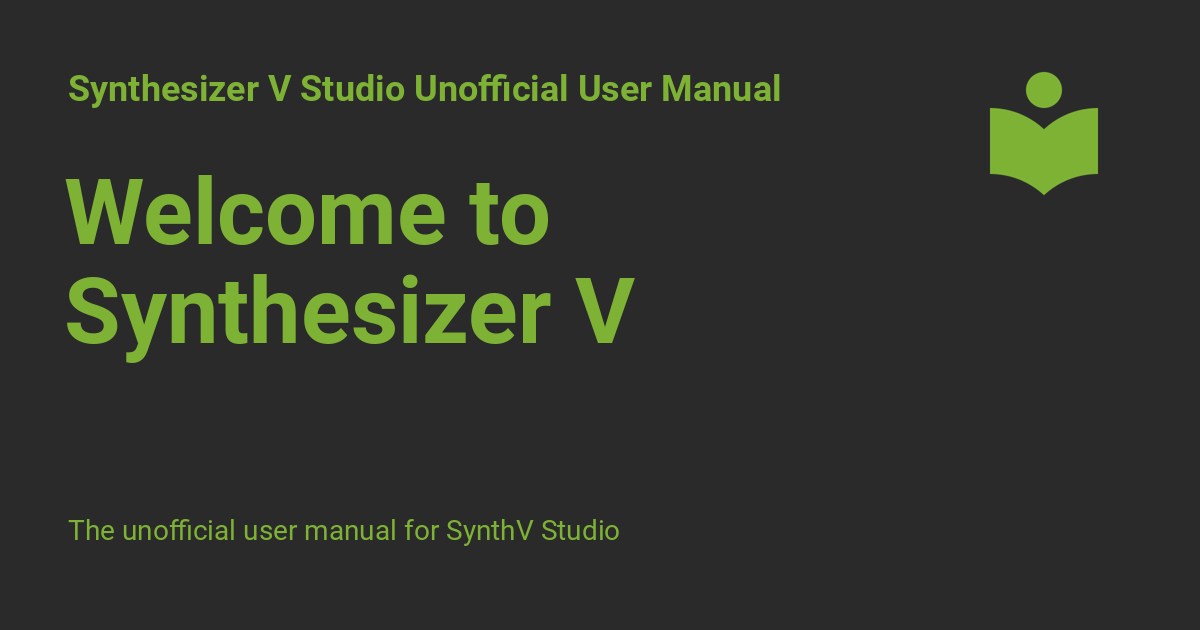 Synthesizer V Studio Unofficial User Manual
Welcome to
Synthesizer V
The unofficial user manual for SynthV Studio